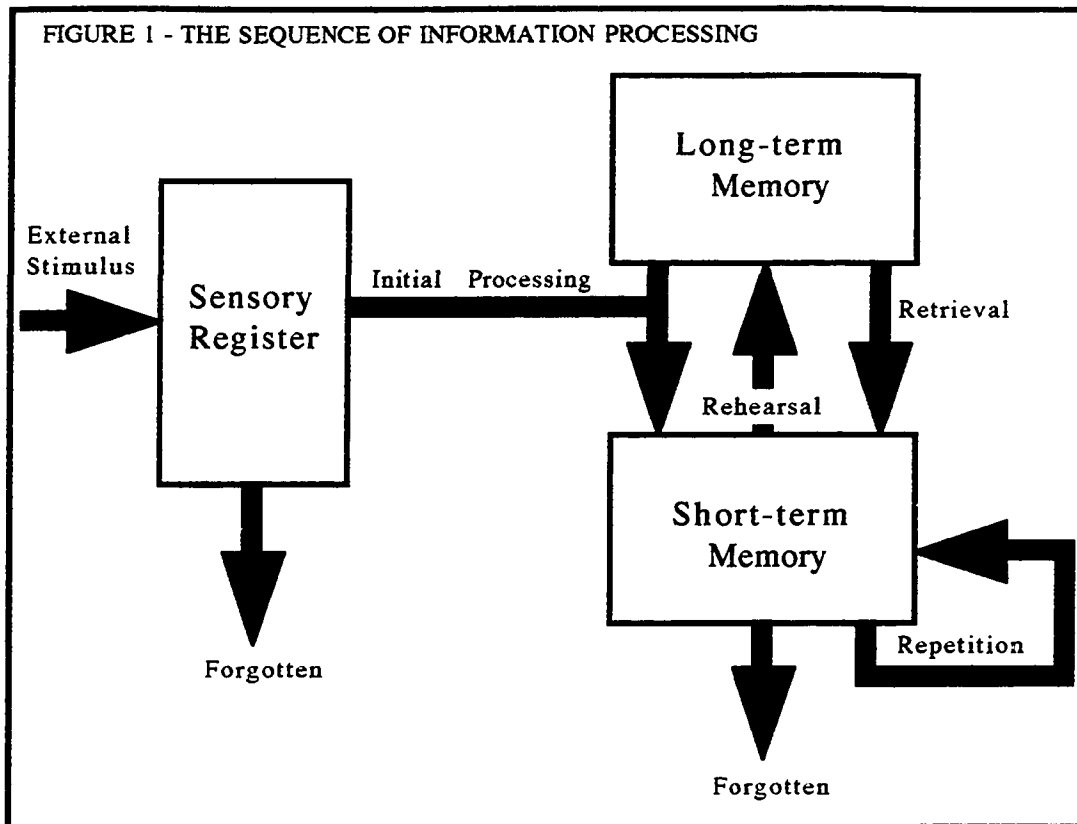 FIGURE 1 - THE SEQUENCE OF INFORMATION PROCESSING
Long-term
Memory
External
Stimulus
Sensory
Register
Initial Processing
Retrieval
Rehearsal
Short-term
Memory
Repetition
Forgotten
Forgotten